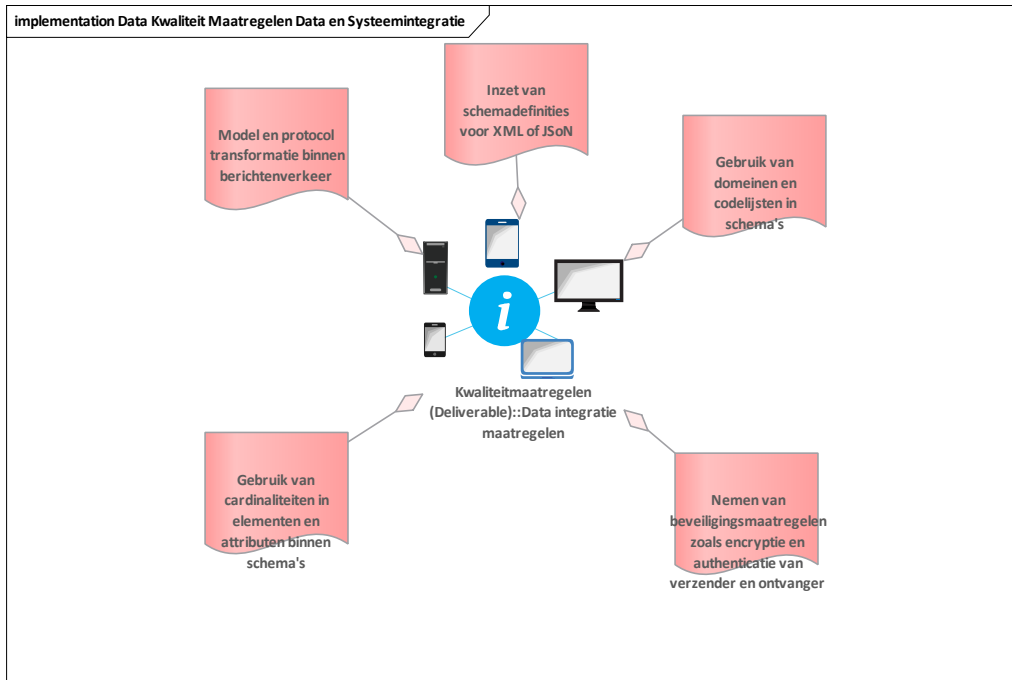 implementation Data Kwaliteit Maatregelen Data en Systeemintegratie
Inzet van
schemadefinities
voor XML of JSoN
Model en protocol
transformatie binnen
berichtenverkeer
Gebruik van
domeinen en
codelijsten in
schema's
i
Kwaliteitmaatregelen
(Deliverable)::Data integratie
maatregelen
Gebruik van
cardinaliteiten in
elementen en
attributen binnen
schema's
Nemen van
beveiligingsmaatregelen
zoals encryptie en
authenticatie van
verzender en ontvanger